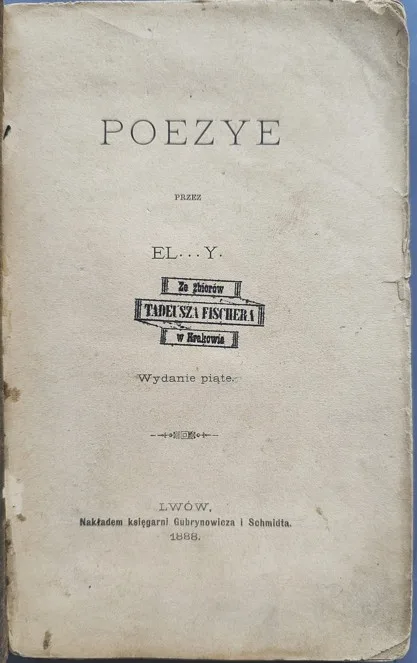 POEZYE
PRZEZ
EL...Y.
Ze zbiorów
TADEUSZA FISCHERA
w Krakowie
Wydanie piąte.
LWÓW,
Nakładem księgarni Gubrynowicza i Schmidta.
1888.